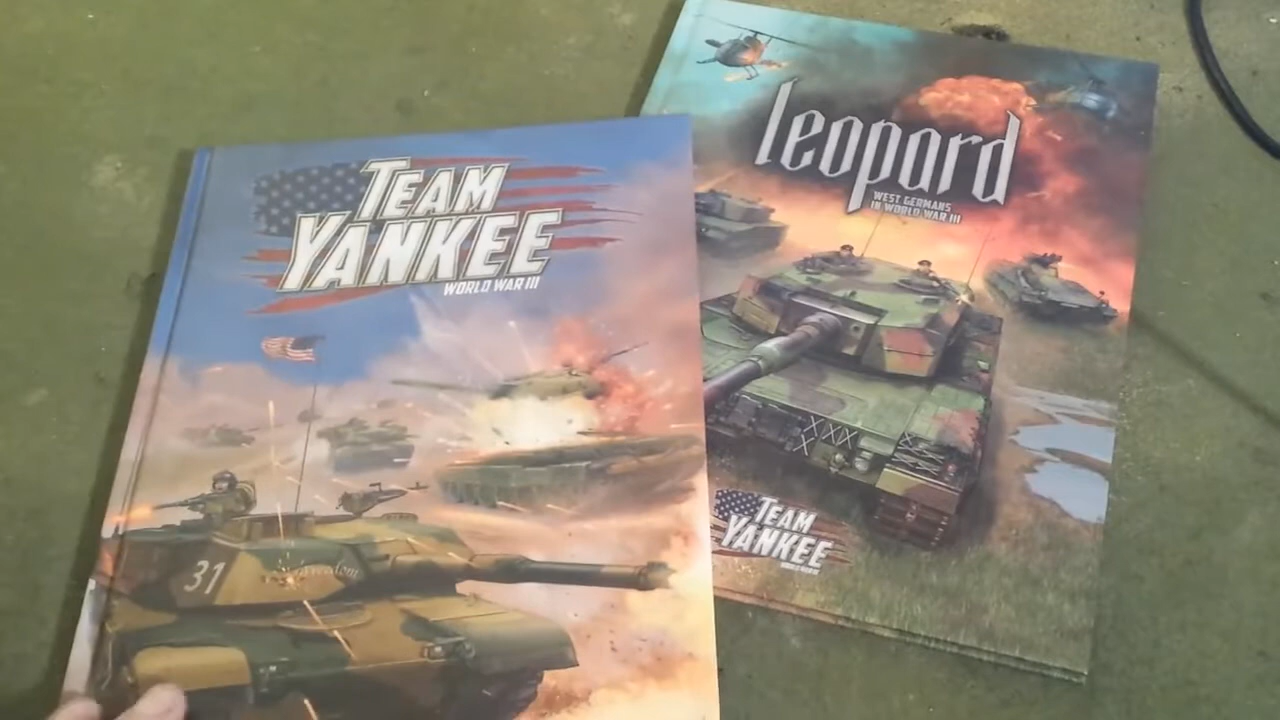 TEAM
YANKEE
WORLD WAR III
31
leopard
WEST GERMANS
IN WORLD WAR III
TEAM
YANKEE